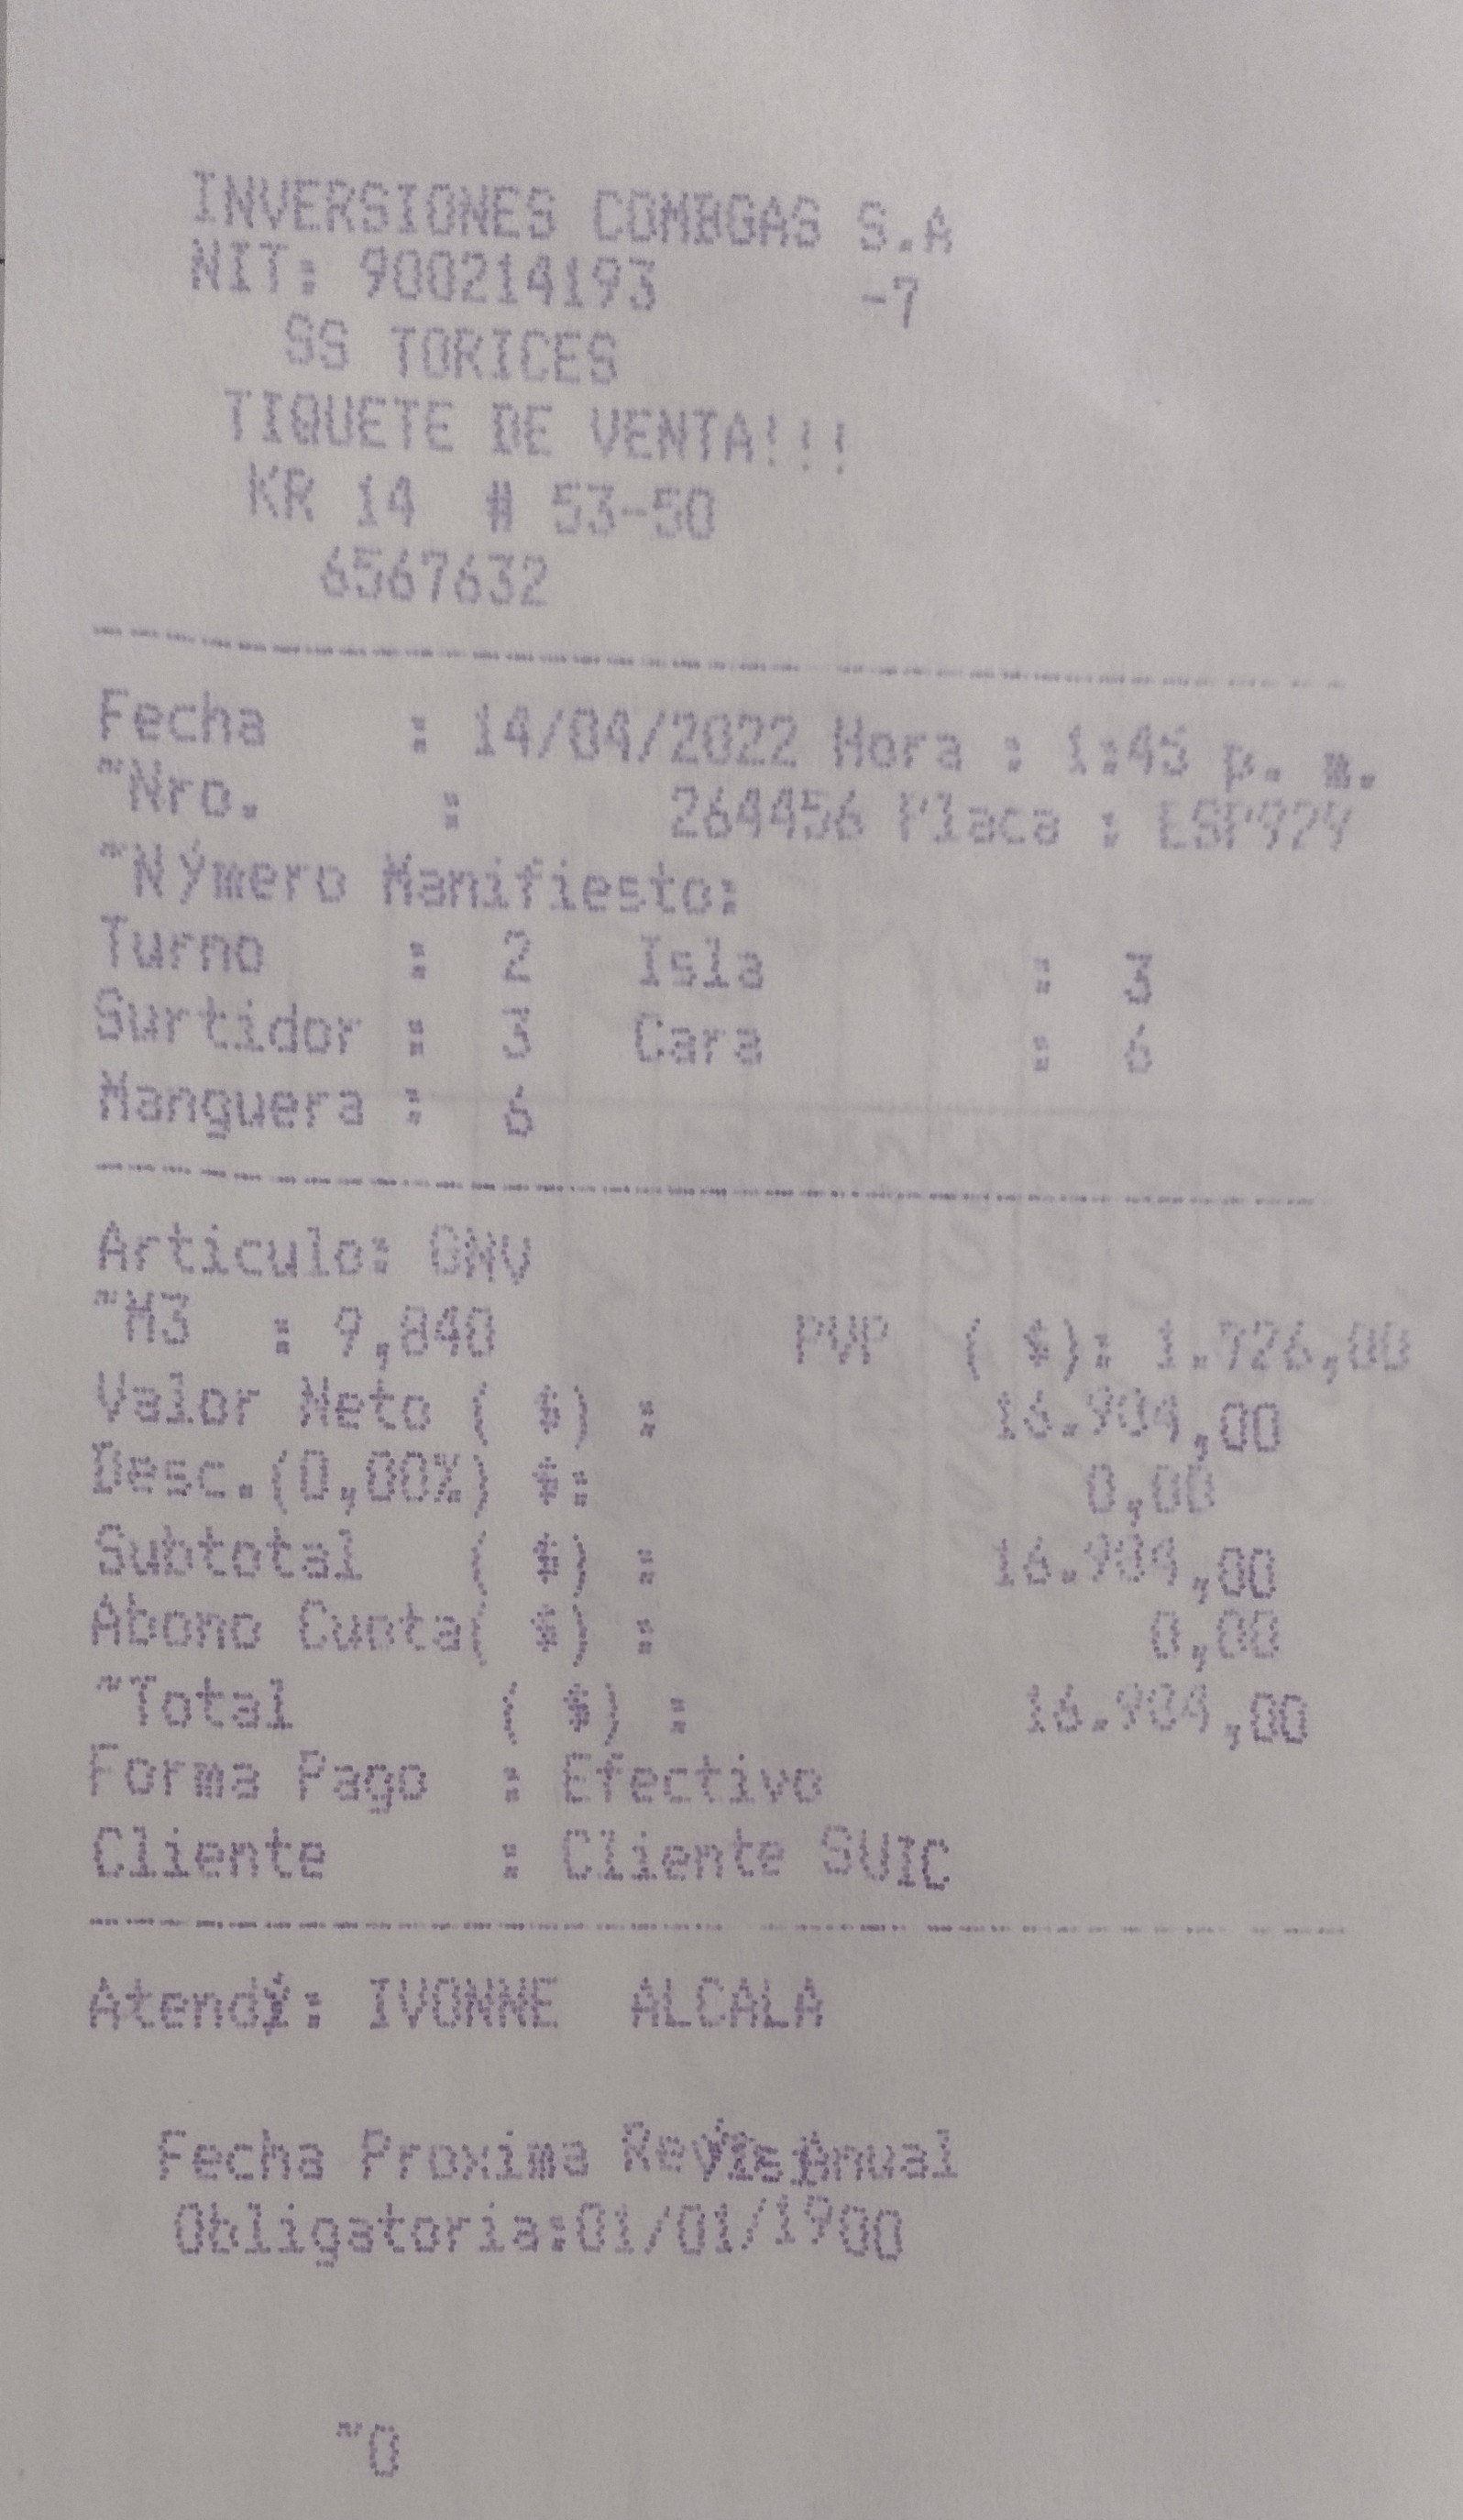 INVERSIONES COMBGAS S.A
NIT: 900214193 -7
SS TORICES
TIQUETE DE VENTA!!!
KR 14 # 53-50
6567632
Fecha : 14/04/2022 Hora : 1:45 p. m.
~Nro. : 264456 Placa :
~Nýmero Manifiesto:
Turno : 2 Isla : 3
Surtidor : 3 Cara : 6
Manguera : 6
Articulo: GNV
~M3 : 9,840 PVP ( $): 1.726,00
Valor Neto ( $) : 16.984,00
Desc.(0,00%) $: 0,00
Subtotal ( $) : 16.984,00
Abono Cuota( $) : 0,00
~Total ( $) : 16.984,00
Forma Pago : Efectivo
Cliente : Cliente SUIC
Atendý: IVONNE ALCALA
Fecha Proxima Anual
Obligatoria:01/01/1900
~0